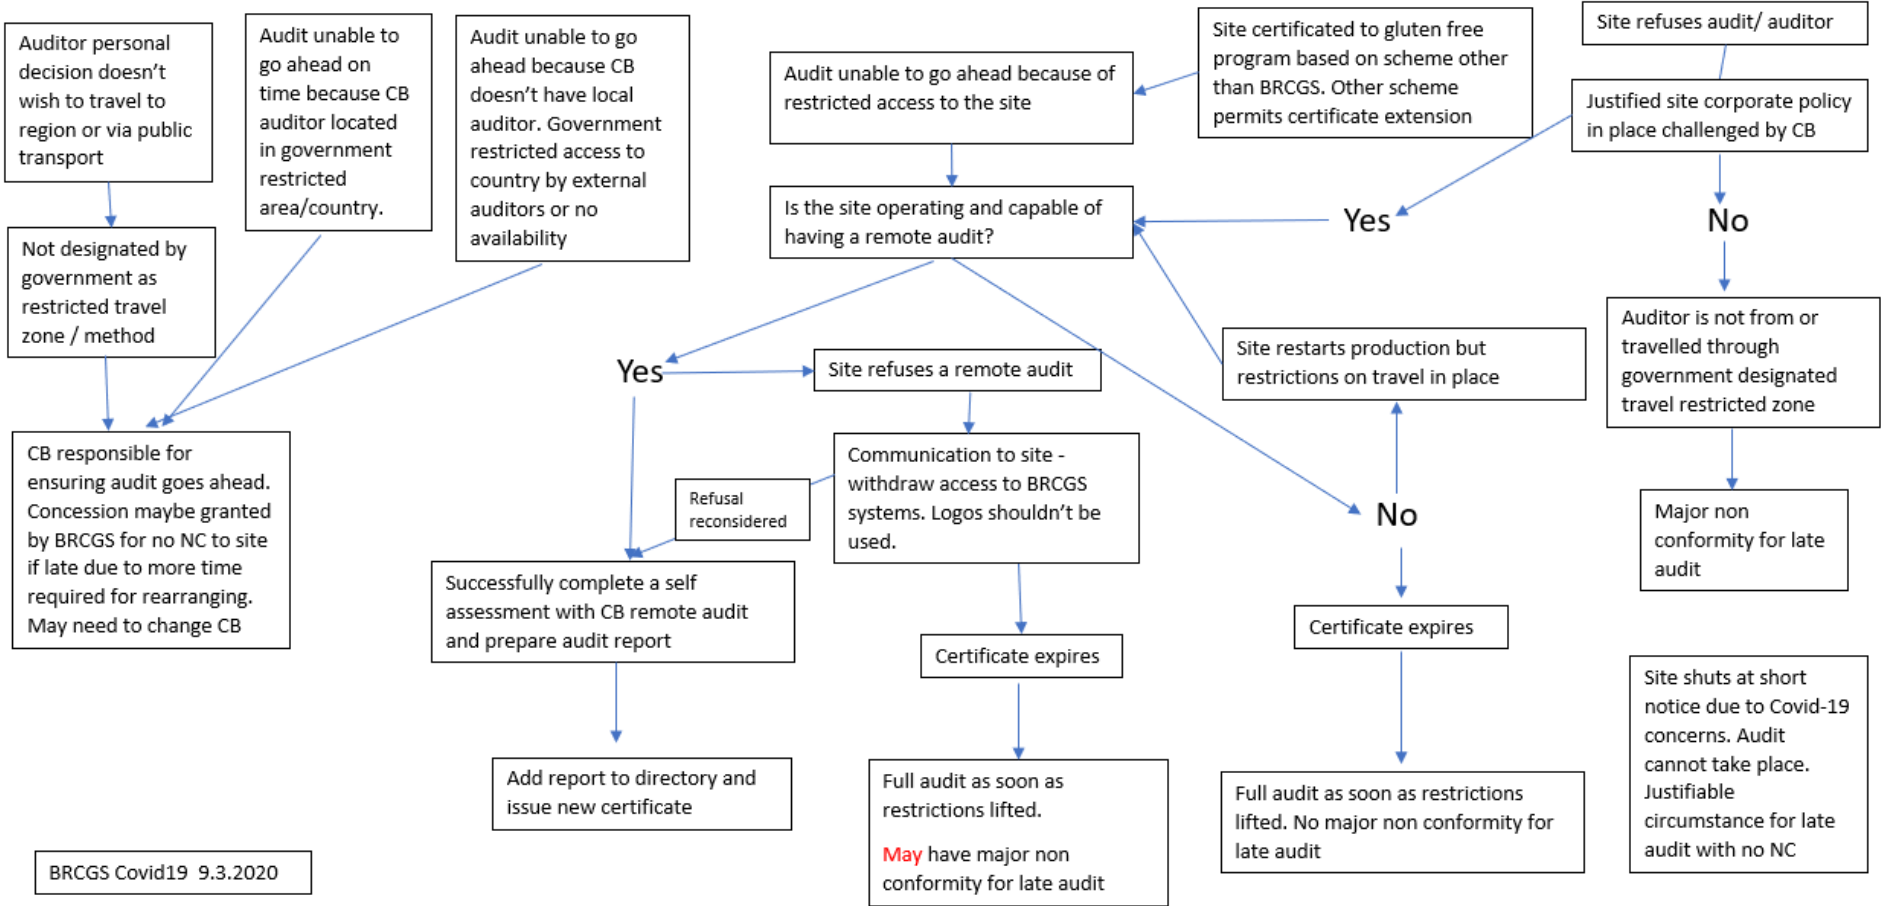 Auditor personal
decision doesn't
wish to travel to
region or via public
transport
Not designated by
government as
restricted travel
zone / method
Audit unable to
go ahead on
time because CB
auditor located
in government
restricted
area/country.
Audit unable to go
ahead because CB
doesn't have local
auditor. Government
restricted access to
country by external
auditors or no
availability
CB responsible for
ensuring audit goes ahead.
Concession maybe granted
by BRCGS for no NC to site
if late due to more time
required for rearranging.
May need to change CB
Audit unable to go ahead because of
restricted access to the site
Site certificated to gluten free
program based on scheme other
than BRCGS. Other scheme
permits certificate extension
Is the site operating and capable of
having a remote audit?
Yes
Site refuses a remote audit
Communication to site -
withdraw access to BRCGS
systems. Logos shouldn't be
used.
Refusal
reconsidered
Successfully complete a self
assessment with CB remote audit
and prepare audit report
Add report to directory and
issue new certificate
Certificate expires
Full audit as soon as
restrictions lifted.
May have major non
conformity for late audit
Site restarts production but
restrictions on travel in place
No
Certificate expires
Full audit as soon as restrictions
lifted. No major non conformity for
late audit
Site refuses audit/ auditor
Justified site corporate policy
in place challenged by CB
Yes
No
Auditor is not from or
travelled through
government designated
travel restricted zone
Major non
conformity for late
audit
Site shuts at short
notice due to Covid-19
concerns. Audit
cannot take place.
Justifiable
circumstance for late
audit with no NC
BRCGS Covid19 9.3.2020